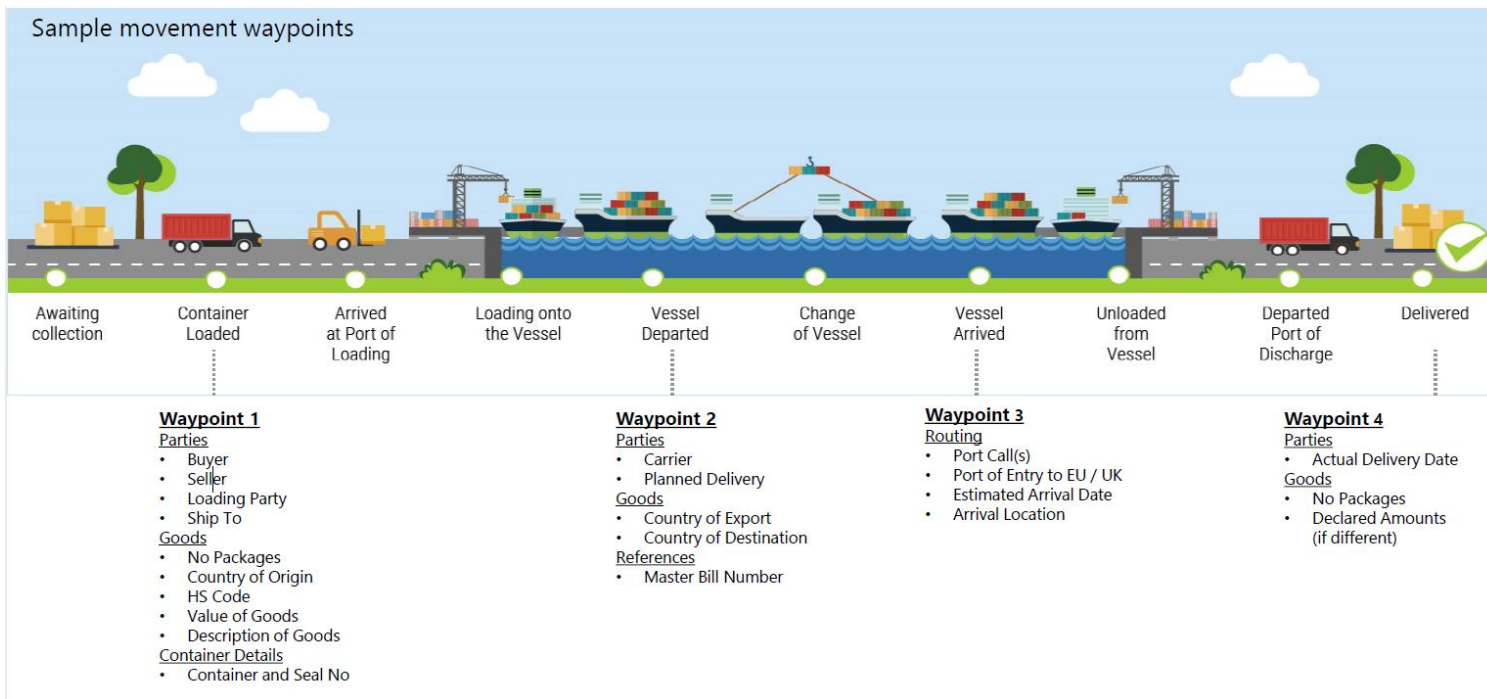 Sample movement waypoints
Awaiting
collection
Container
Loaded
Arrived
at Port of
Loading
Loading onto
the Vessel
Vessel
Departed
Change
of Vessel
Vessel
Arrived
Unloaded
from
Vessel
Departed
Port of
Discharge
Delivered
Waypoint 1
Parties
• Buyer
• Seller
• Loading Party
• Ship To
Goods
• No Packages
• Country of Origin
• HS Code
• Value of Goods
• Description of Goods
Container Details
• Container and Seal No
Waypoint 2
Parties
• Carrier
• Planned Delivery
Goods
• Country of Export
• Country of Destination
References
• Master Bill Number
Waypoint 3
Routing
• Port Call(s)
• Port of Entry to EU / UK
• Estimated Arrival Date
• Arrival Location
Waypoint 4
Parties
• Actual Delivery Date
Goods
• No Packages
• Declared Amounts
(if different)